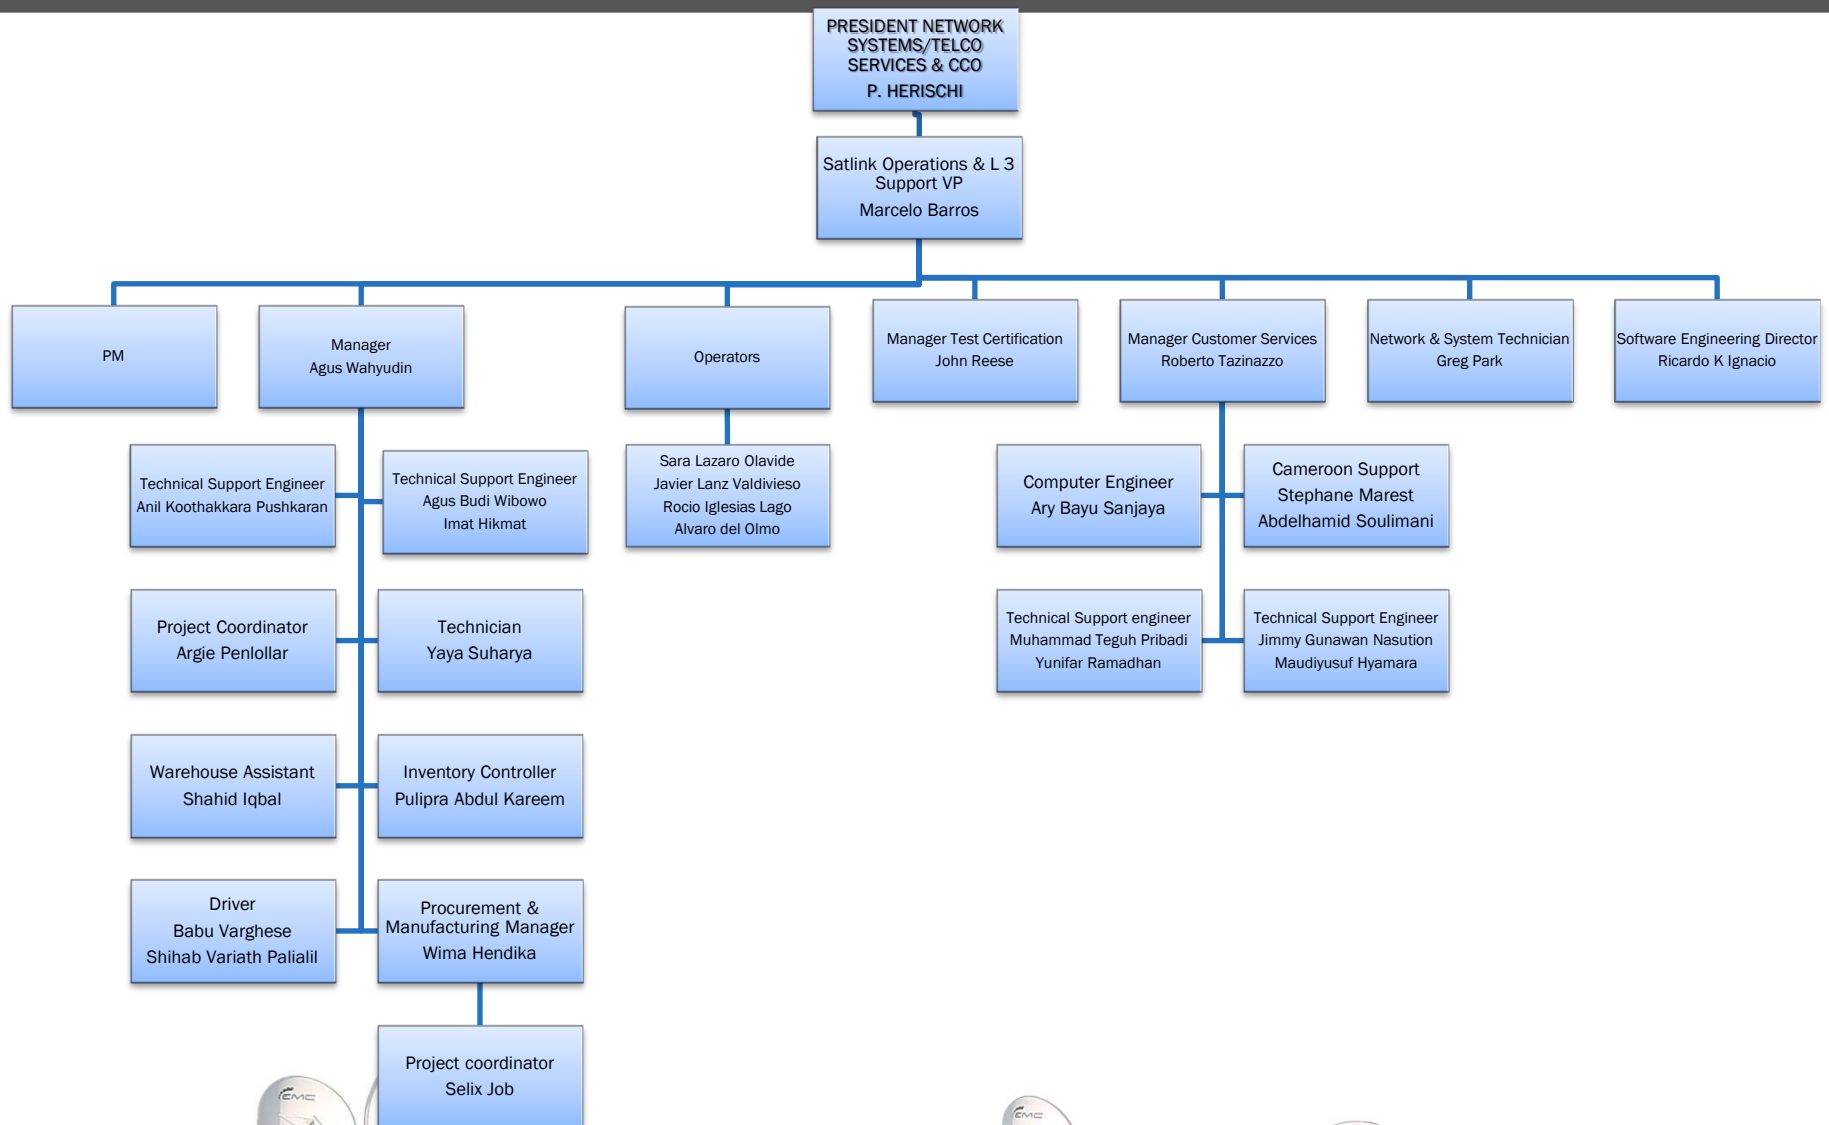 PRESIDENT NETWORK
SYSTEMS/TELCO
SERVICES & CCO
P. HERISCHI
Satlink Operations & L 3
Support VP
Marcelo Barros
PM
Manager
Agus Wahyudin
Operators
Manager Test Certification
John Reese
Manager Customer Services
Roberto Tazinazzo
Network & System Technician
Greg Park
Software Engineering Director
Ricardo K Ignacio
Technical Support Engineer
Anil Koothakkara Pushkaran
Technical Support Engineer
Agus Budi Wibowo
Imat Hikmat
Sara Lazaro Olavide
Javier Lanz Valdivieso
Rocio Iglesias Lago
Alvaro del Olmo
Computer Engineer
Ary Bayu Sanjaya
Cameroon Support
Stephane Marest
Abdelhamid Soulimani
Project Coordinator
Argie Penlollar
Technician
Yaya Suharya
Technical Support engineer
Muhammad Teguh Pribadi
Yunifar Ramadhan
Technical Support Engineer
Jimmy Gunawan Nasution
Maudiyusuf Hyamara
Warehouse Assistant
Shahid Iqbal
Inventory Controller
Pulipra Abdul Kareem
Driver
Babu Varghese
Shihab Variath Palialil
Procurement &
Manufacturing Manager
Wima Hendika
Project coordinator
Selix Job
EMC
EMC